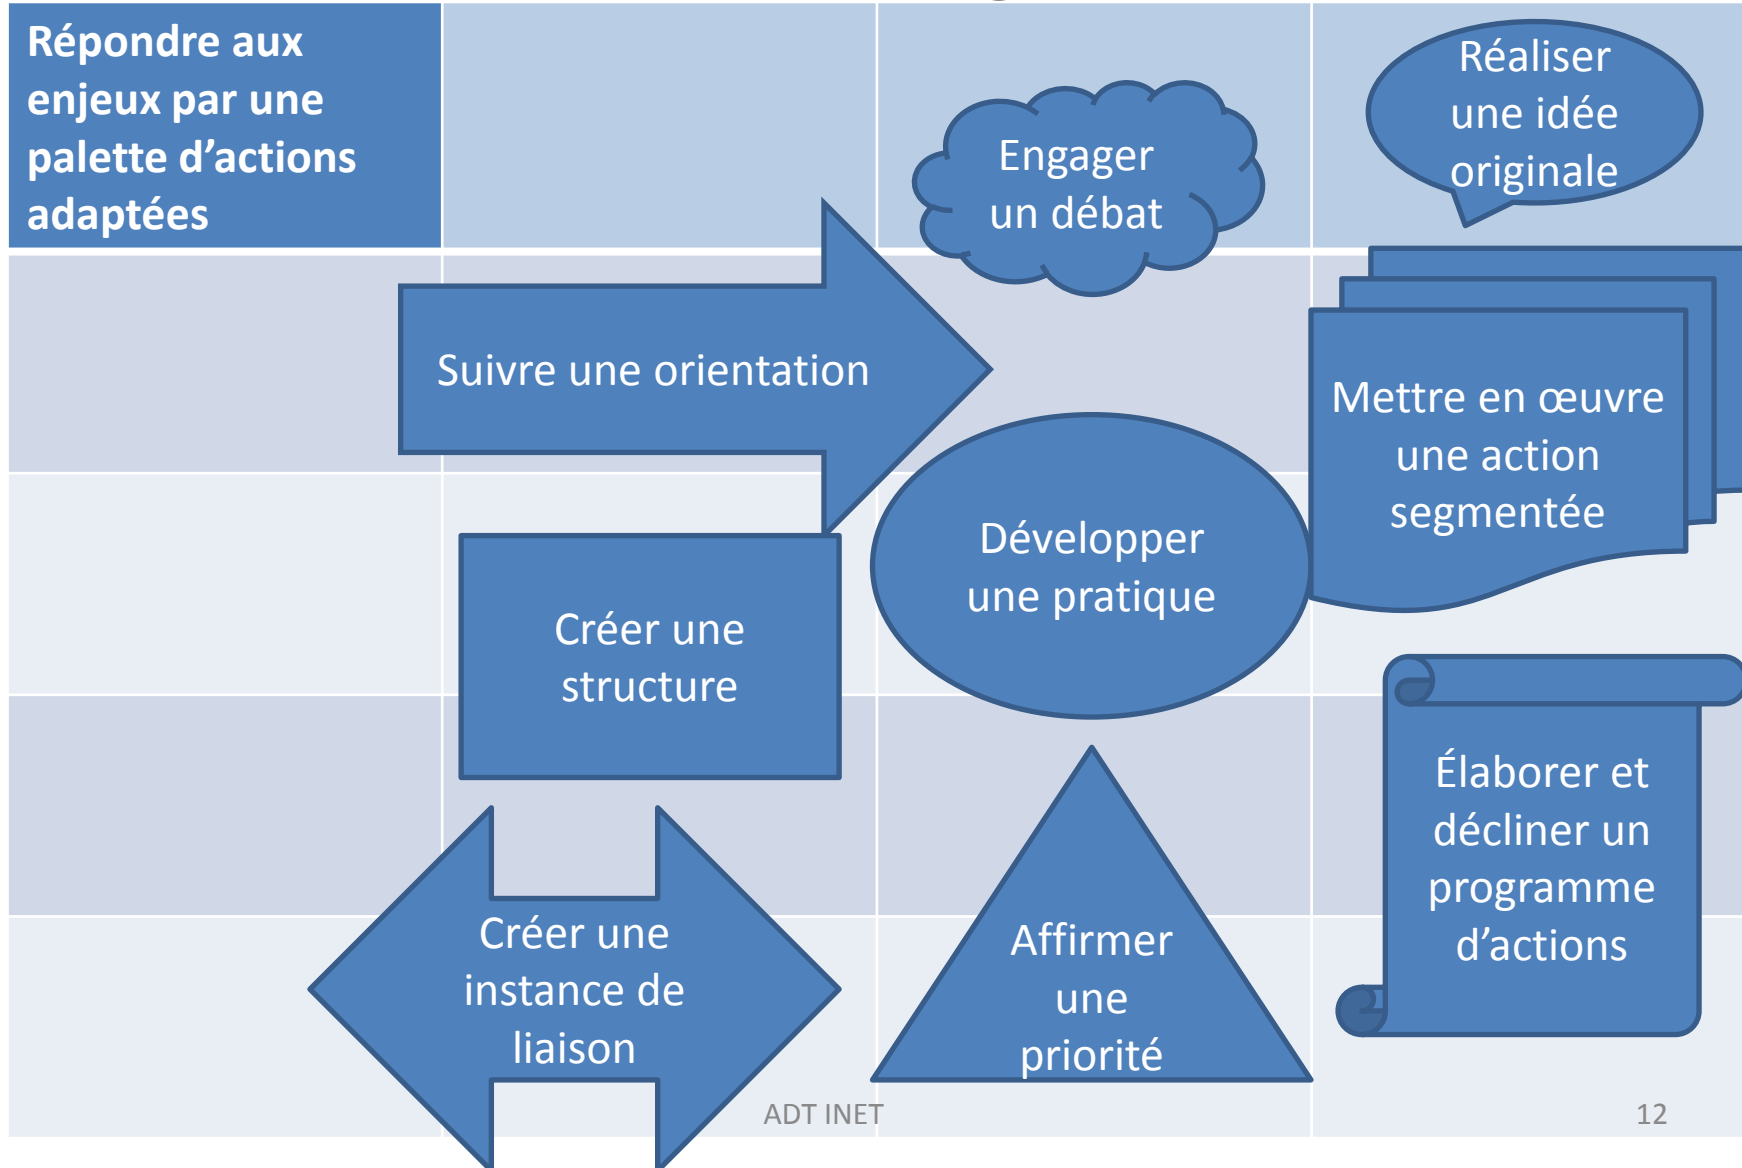 Répondre aux
enjeux par une
palette d’actions
adaptées
Engager
un débat
Réaliser
une idée
originale
Suivre une orientation
Mettre en œuvre
une action
segmentée
Développer
une pratique
Créer une
structure
Élaborer et
décliner un
programme
d’actions
Créer une
instance de
liaison
Affirmer
une
priorité
ADT INET
12